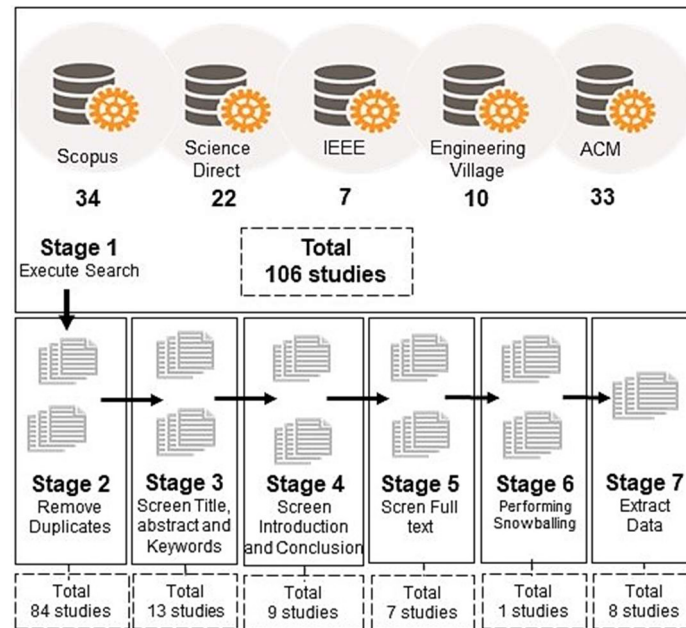 Scopus
34
Science
Direct
22
IEEE
7
Engineering
Village
10
ACM
33
Stage 1
Execute Search
Total
106 studies
Stage 2
Remove
Duplicates
Stage 3
Screen Title,
abstract and
Keywords
Stage 4
Screen
Introduction
and Conclusion
Stage 5
Scren Full
text
Stage 6
Performing
Snowballing
Stage 7
Extract
Data
Total
84 studies
Total
13 studies
Total
9 studies
Total
7 studies
Total
1 studies
Total
8 studies